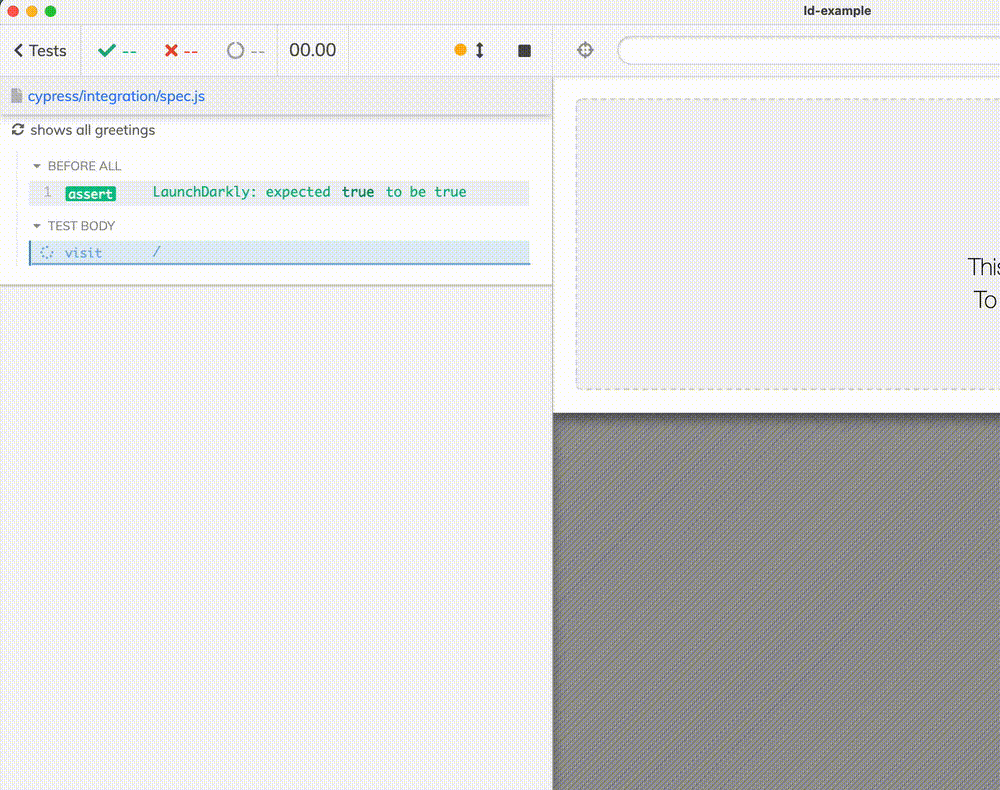 ld-example
Tests -- -- -- 00.00
cypress/integration/spec.js
shows all greetings
BEFORE ALL
1 assert LaunchDarkly: expected true to be true
TEST BODY
visit /
This
To